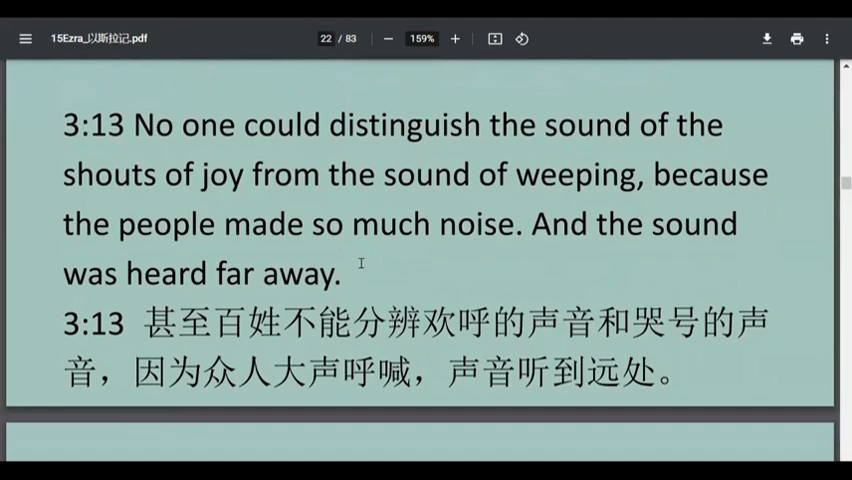 15Ezra_以斯拉记.pdf
22 / 83
159%
3:13 No one could distinguish the sound of the
shouts of joy from the sound of weeping, because
the people made so much noise. And the sound
was heard far away.
3:13 甚至百姓不能分辨欢呼的声音和哭号的声
音，因为众人大声呼喊，声音听到远处。